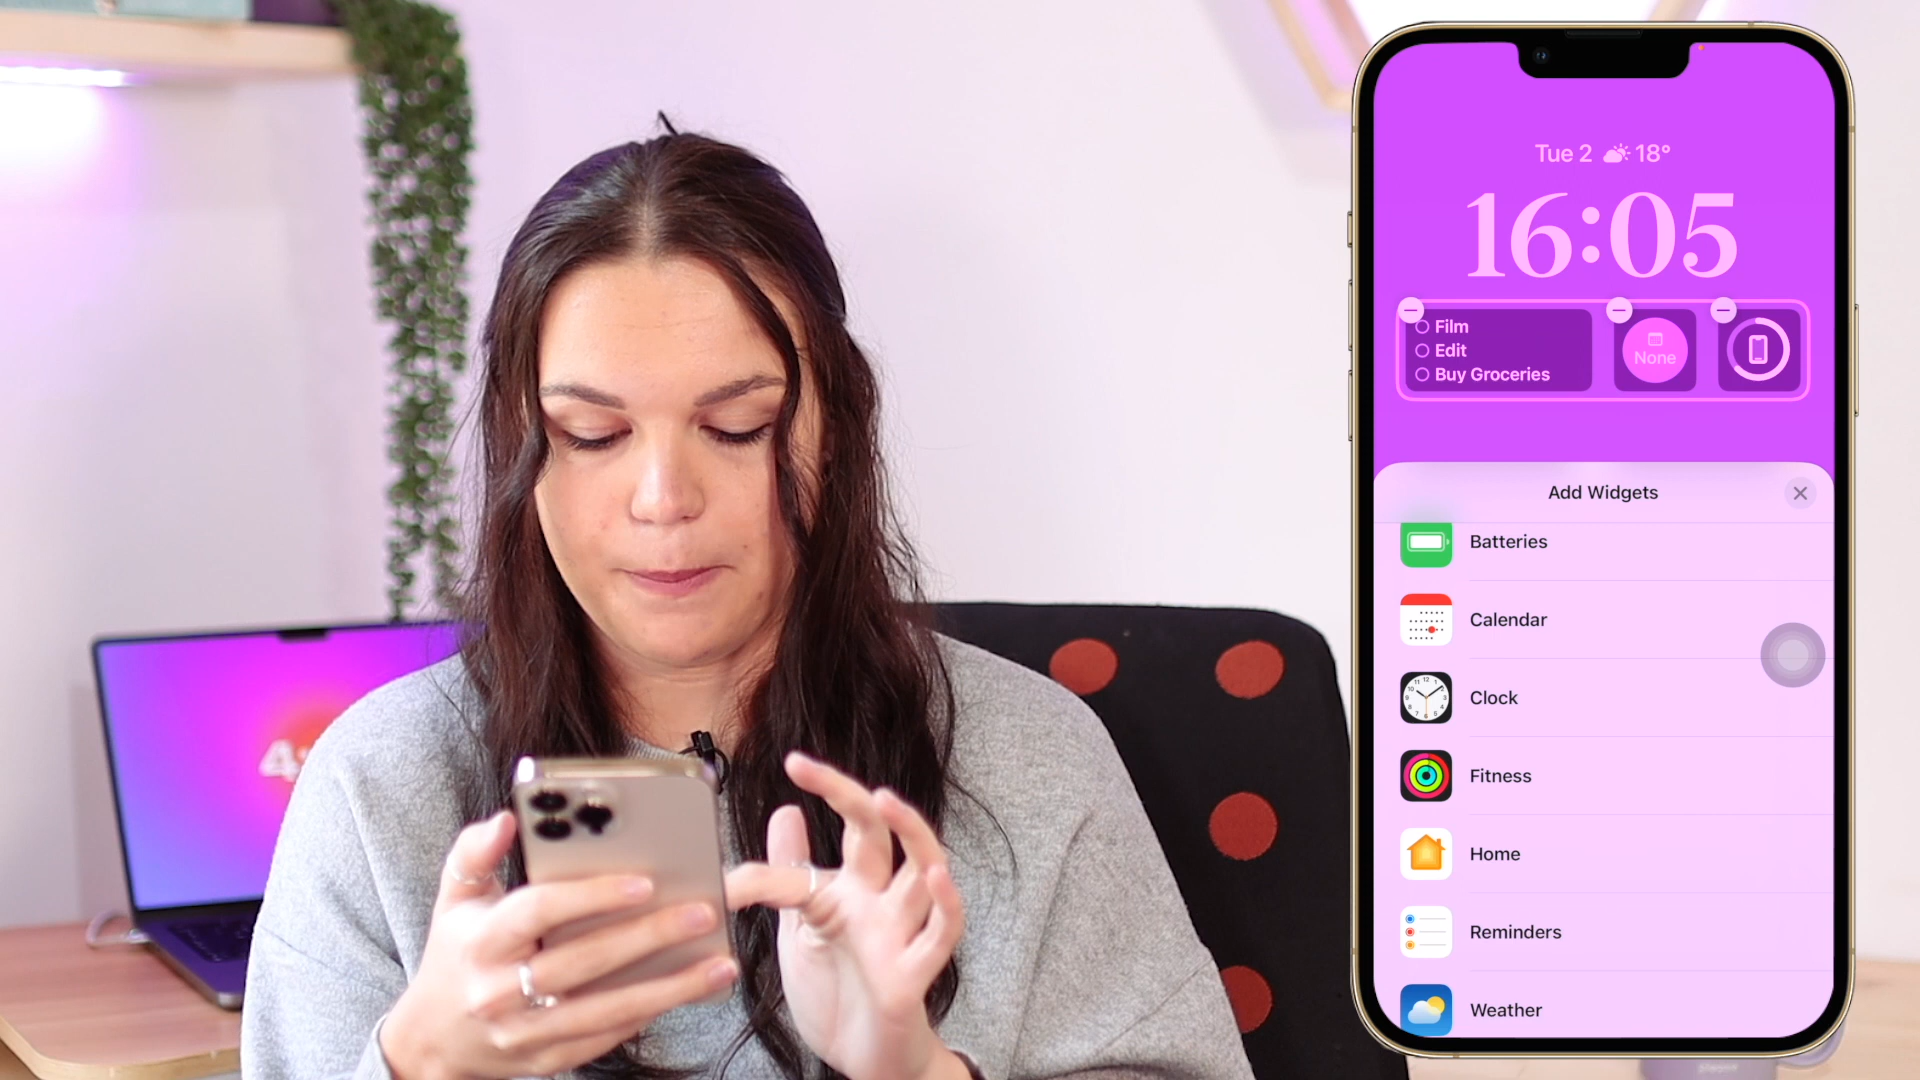 Tue 2 18°
16:05
Film
Edit
Buy Groceries
None
Add Widgets
Batteries
Calendar
Clock
Fitness
Home
Reminders
Weather